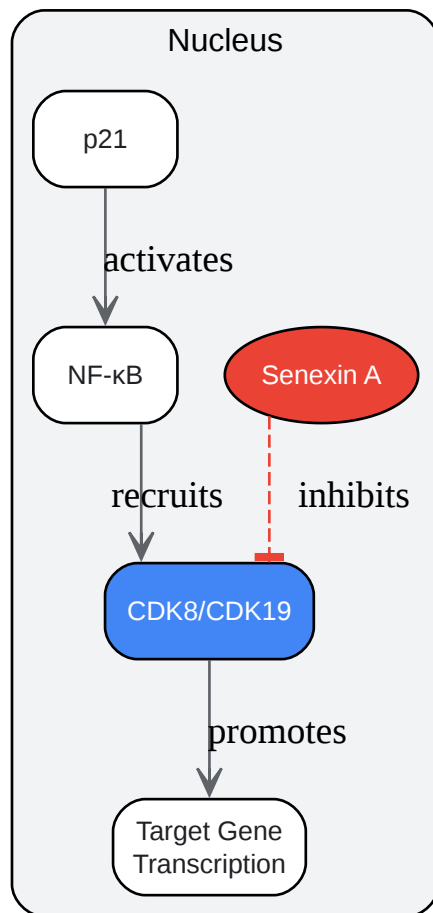 Nucleus
p21
activates
NF-κB
Senexin A
recruits
inhibits
CDK8/CDK19
promotes
Target Gene
Transcription